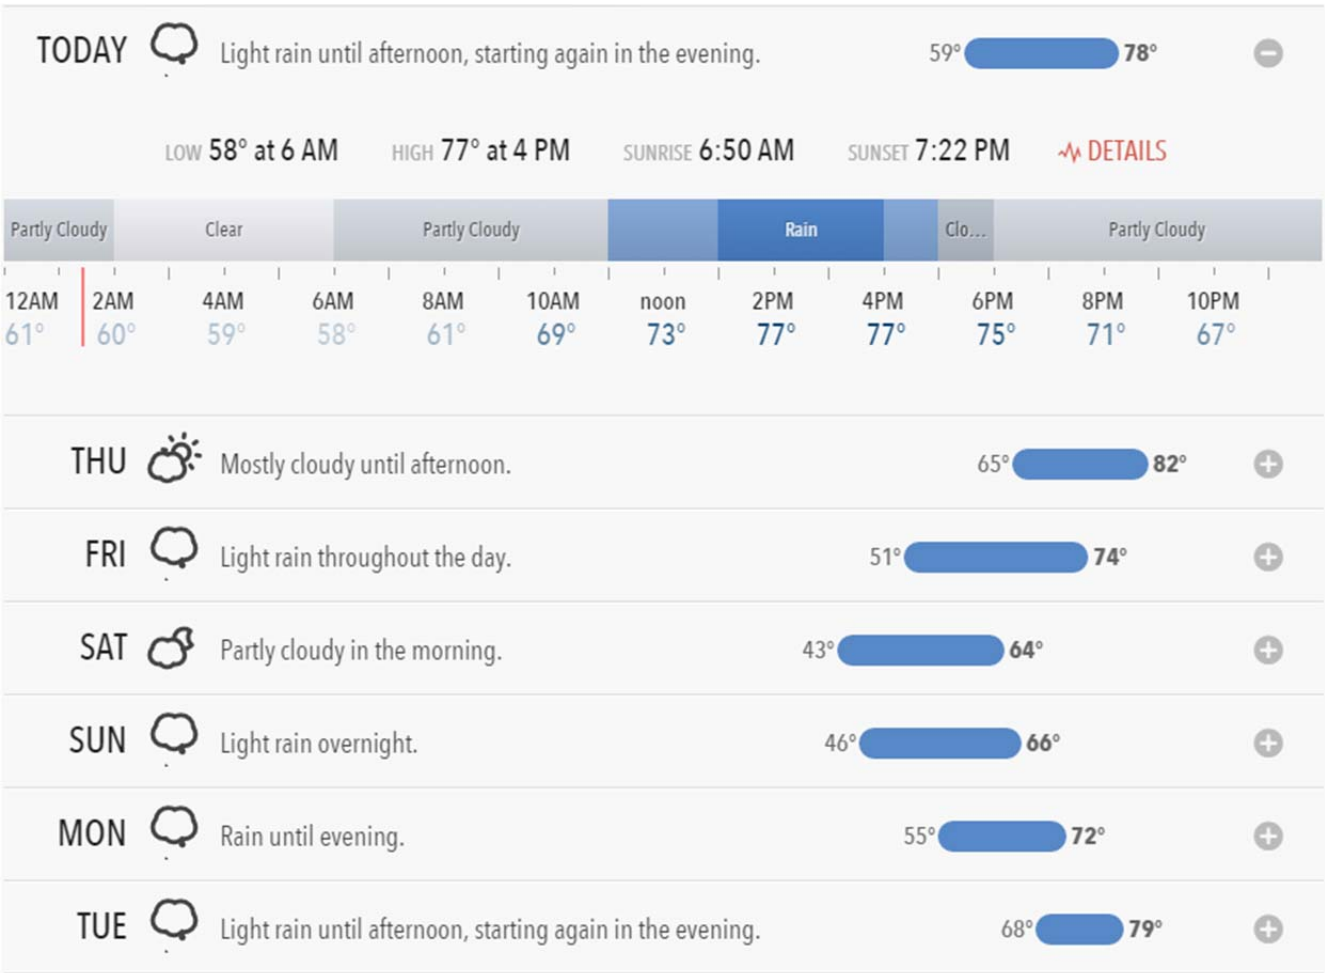 TODAY Light rain until afternoon, starting again in the evening. 59° 78°
LOW 58° at 6 AM HIGH 77° at 4 PM SUNRISE 6:50 AM SUNSET 7:22 PM DETAILS
Partly Cloudy Clear Partly Cloudy Rain Clo... Partly Cloudy
12AM 2AM 4AM 6AM 8AM 10AM noon 2PM 4PM 6PM 8PM 10PM
61° 60° 59° 58° 61° 69° 73° 77° 77° 75° 71° 67°
THU Mostly cloudy until afternoon. 65° 82°
FRI Light rain throughout the day. 51° 74°
SAT Partly cloudy in the morning. 43° 64°
SUN Light rain overnight. 46° 66°
MON Rain until evening. 55° 72°
TUE Light rain until afternoon, starting again in the evening. 68° 79°